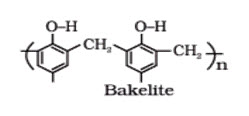 O–H O–H
CH₂ CH₂
n
Bakelite